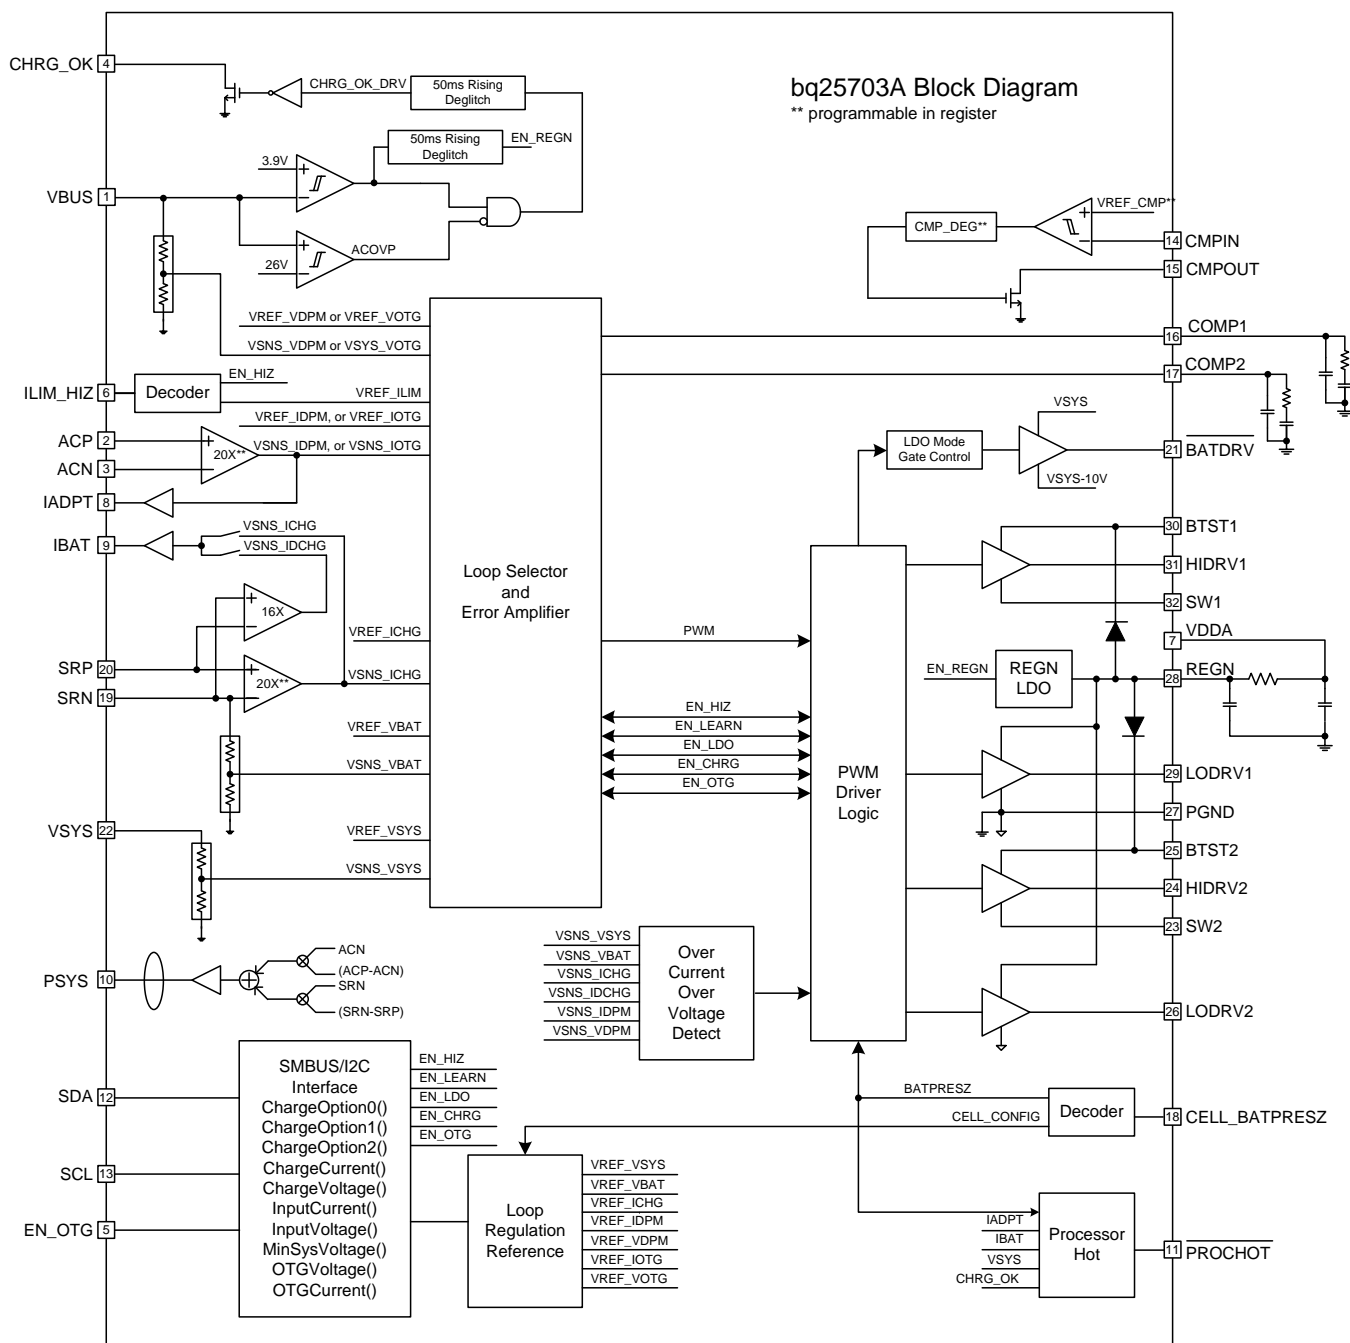 bq25703A Block Diagram
** programmable in register
CHRG_OK
4
CHRG_OK_DRV
50ms Rising
Deglitch
50ms Rising
Deglitch
EN_REGN
3.9V
+
−
VBUS
1
+
−
26V
ACOVP
CMP_DEG**
VREF_CMP**
+
−
14
CMPIN
15
CMPOUT
VREF_VDPM or VREF_VOTG
VSNS_VDPM or VSYS_VOTG
16
COMP1
17
COMP2
ILIM_HIZ
6
Decoder
EN_HIZ
VREF_ILIM
VREF_IDPM, or VREF_IOTG
VSNS_IDPM, or VSNS_IOTG
ACP
2
+
20X**
ACN
3
−
IADPT
8
IBAT
9
VSNS_ICHG
VSNS_IDCHG
+
16X
−
VREF_ICHG
SRP
20
+
20X**
SRN
19
−
VSNS_ICHG
VREF_VBAT
VSNS_VBAT
VSYS
22
VREF_VSYS
VSNS_VSYS
Loop Selector
and
Error Amplifier
PWM
EN_HIZ
EN_LEARN
EN_LDO
EN_CHRG
EN_OTG
PWM
Driver
Logic
LDO Mode
Gate Control
VSYS
VSYS-10V
21
BATDRV
30
BTST1
31
HIDRV1
32
SW1
7
VDDA
EN_REGN
REGN
LDO
28
REGN
29
LODRV1
27
PGND
25
BTST2
24
HIDRV2
23
SW2
26
LODRV2
PSYS
10
ACN
(ACP-ACN)
SRN
(SRN-SRP)
VSNS_VSYS
VSNS_VBAT
VSNS_ICHG
VSNS_IDCHG
VSNS_IDPM
VSNS_VDPM
Over
Current
Over
Voltage
Detect
SDA
12
SCL
13
EN_OTG
5
SMBUS/I2C
Interface
ChargeOption0()
ChargeOption1()
ChargeOption2()
ChargeCurrent()
ChargeVoltage()
InputCurrent()
InputVoltage()
MinSysVoltage()
OTGVoltage()
OTGCurrent()
EN_HIZ
EN_LEARN
EN_LDO
EN_CHRG
EN_OTG
Loop
Regulation
Reference
VREF_VSYS
VREF_VBAT
VREF_ICHG
VREF_IDPM
VREF_VDPM
VREF_IOTG
VREF_VOTG
BATPRESZ
CELL_CONFIG
Decoder
18
CELL_BATPRESZ
IADPT
IBAT
VSYS
CHRG_OK
Processor
Hot
11
PROCHOT